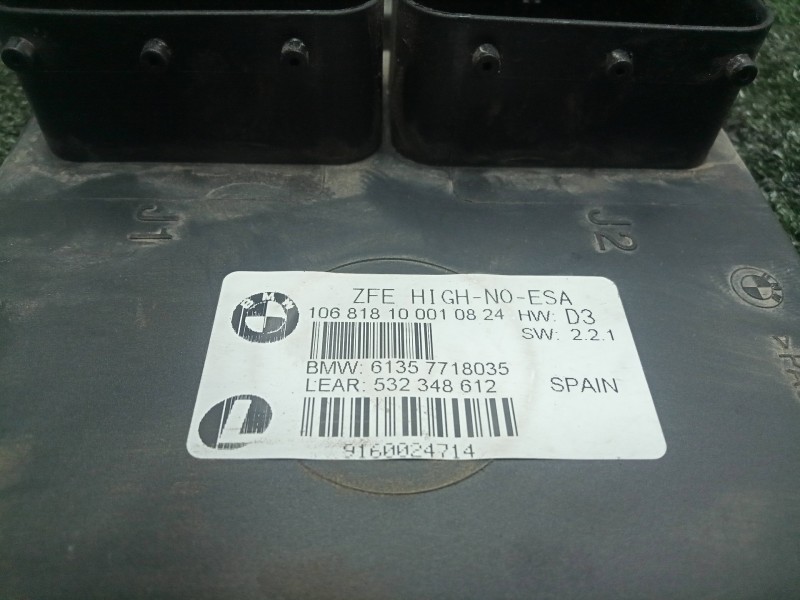 J1
J2
BMW
ZFE HIGH-NO-ESA
106 818 10 001 08 24 HW: D3
SW: 2.2.1
BMW: 6135 7718035
LEAR: 532 348 612 SPAIN
9160024714